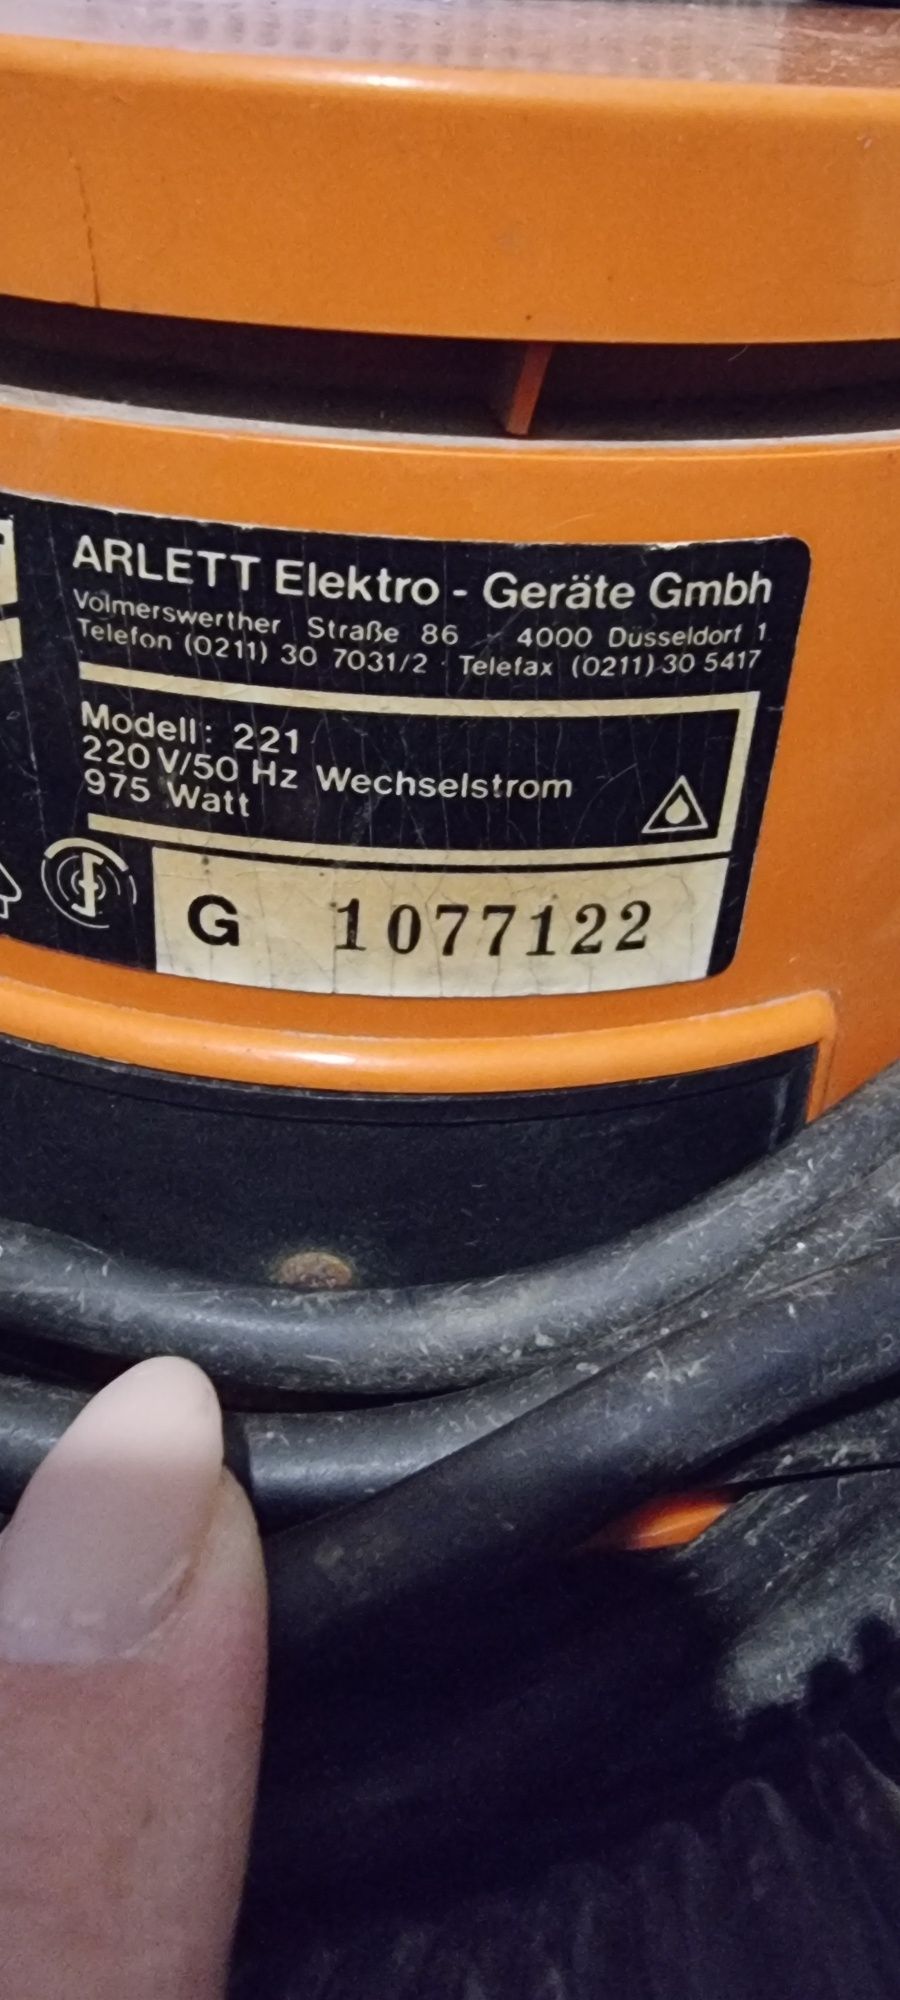 ARLETT Elektro - Geräte Gmbh
Volmerswerther Straße 86 - 4000 Düsseldorf 1
Telefon (0211) 30 7031/2 · Telefax (0211) 30 5417
Modell: 221
220 V/50 Hz Wechselstrom
975 Watt
G 1077122